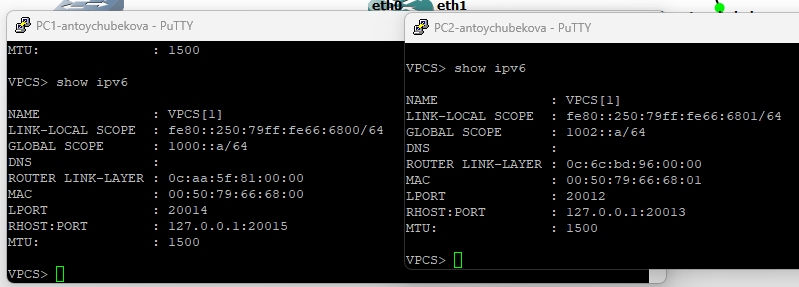 eth0
eth1
PC1-antoychubekova - PuTTY
MTU:                : 1500
VPCS> show ipv6
NAME                : VPCS[1]
LINK-LOCAL SCOPE    : fe80::250:79ff:fe66:6800/64
GLOBAL SCOPE        : 1000::a/64
DNS                 :
ROUTER LINK-LAYER   : 0c:aa:5f:81:00:00
MAC                 : 00:50:79:66:68:00
LPORT               : 20014
RHOST:PORT          : 127.0.0.1:20015
MTU:                : 1500
VPCS>
PC2-antoychubekova - PuTTY
VPCS> show ipv6
NAME                : VPCS[1]
LINK-LOCAL SCOPE    : fe80::250:79ff:fe66:6801/64
GLOBAL SCOPE        : 1002::a/64
DNS                 :
ROUTER LINK-LAYER   : 0c:6c:bd:96:00:00
MAC                 : 00:50:79:66:68:01
LPORT               : 20012
RHOST:PORT          : 127.0.0.1:20013
MTU:                : 1500
VPCS>